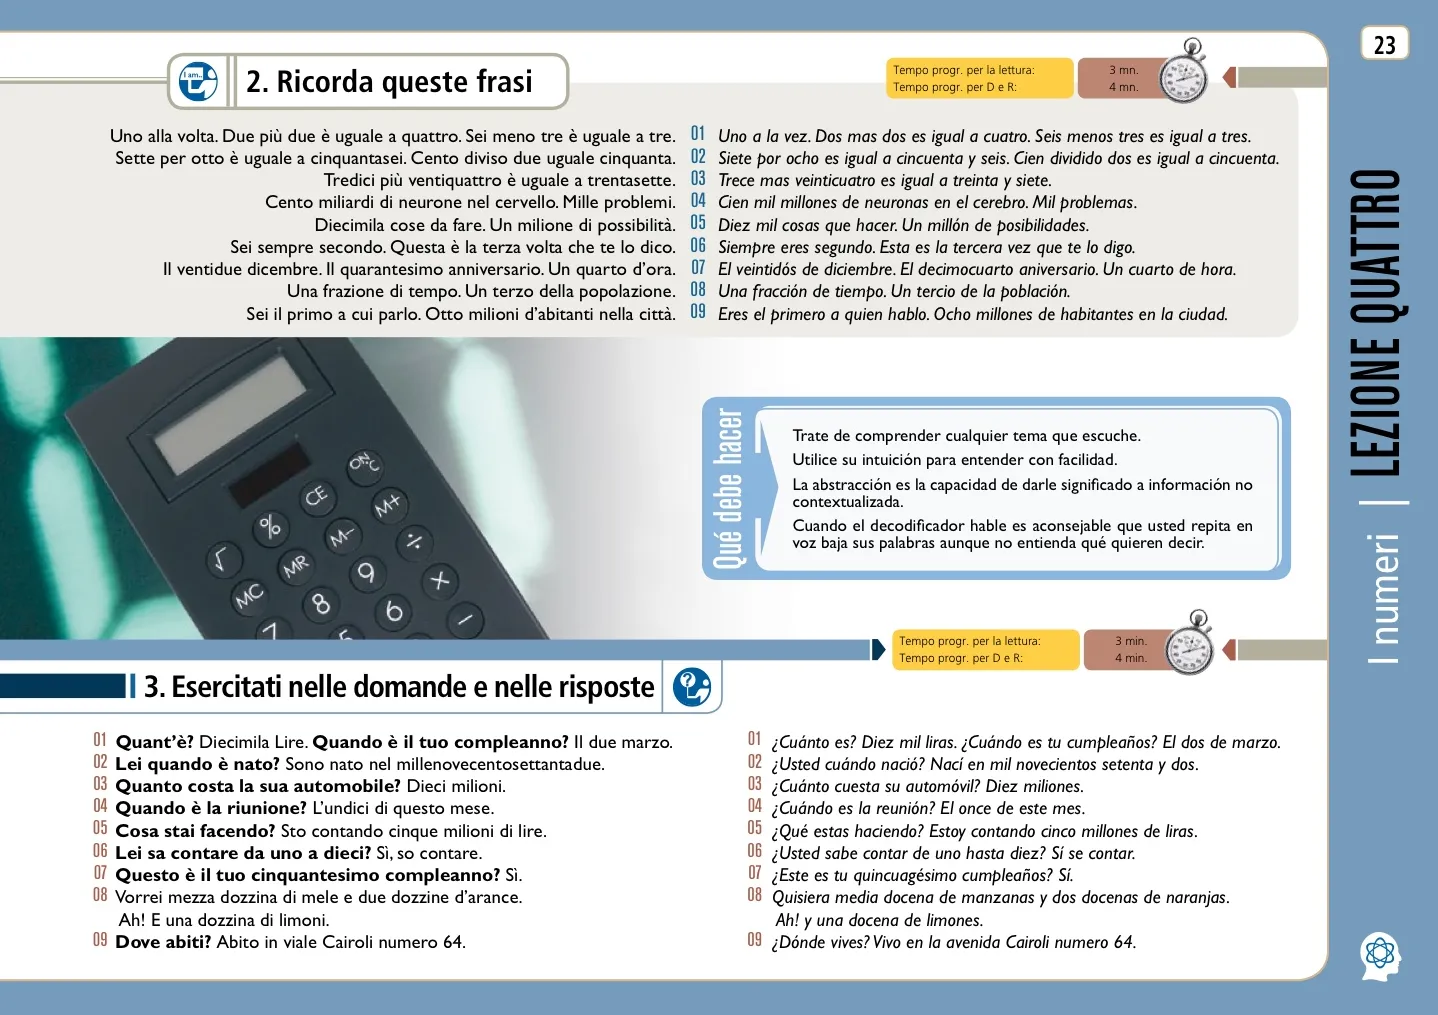 23
I am...
2. Ricorda queste frasi
Tempo progr. per la lettura: 3 mn.
Tempo progr. per D e R: 4 mn.
Uno alla volta. Due più due è uguale a quattro. Sei meno tre è uguale a tre.
Sette per otto è uguale a cinquantasei. Cento diviso due uguale cinquanta.
Tredici più ventiquattro è uguale a trentasette.
Cento miliardi di neurone nel cervello. Mille problemi.
Diecimila cose da fare. Un milione di possibilità.
Sei sempre secondo. Questa è la terza volta che te lo dico.
Il ventidue dicembre. Il quarantesimo anniversario. Un quarto d'ora.
Una frazione di tempo. Un terzo della popolazione.
Sei il primo a cui parlo. Otto milioni d'abitanti nella città.
01 Uno a la vez. Dos mas dos es igual a cuatro. Seis menos tres es igual a tres.
02 Siete por ocho es igual a cincuenta y seis. Cien dividido dos es igual a cincuenta.
03 Trece mas veinticuatro es igual a treinta y siete.
04 Cien mil millones de neuronas en el cerebro. Mil problemas.
05 Diez mil cosas que hacer. Un millón de posibilidades.
06 Siempre eres segundo. Esta es la tercera vez que te lo digo.
07 El veintidós de diciembre. El decimocuarto aniversario. Un cuarto de hora.
08 Una fracción de tiempo. Un tercio de la población.
09 Eres el primero a quien hablo. Ocho millones de habitantes en la ciudad.
LEZIONE QUATTRO
I numeri
ON/C
CE
M+
%
M−
÷
√
MR
9
×
MC
8
6
−
7
5
Qué debe hacer
Trate de comprender cualquier tema que escuche.
Utilice su intuición para entender con facilidad.
La abstracción es la capacidad de darle significado a información no
contextualizada.
Cuando el decodificador hable es aconsejable que usted repita en
voz baja sus palabras aunque no entienda qué quieren decir.
Tempo progr. per la lettura: 3 min.
Tempo progr. per D e R: 4 min.
3. Esercitati nelle domande e nelle risposte
?
01 Quant'è? Diecimila Lire. Quando è il tuo compleanno? Il due marzo.
02 Lei quando è nato? Sono nato nel millenovecentosettantadue.
03 Quanto costa la sua automobile? Dieci milioni.
04 Quando è la riunione? L'undici di questo mese.
05 Cosa stai facendo? Sto contando cinque milioni di lire.
06 Lei sa contare da uno a dieci? Sì, so contare.
07 Questo è il tuo cinquantesimo compleanno? Sì.
08 Vorrei mezza dozzina di mele e due dozzine d'arance.
Ah! E una dozzina di limoni.
09 Dove abiti? Abito in viale Cairoli numero 64.
01 ¿Cuánto es? Diez mil liras. ¿Cuándo es tu cumpleaños? El dos de marzo.
02 ¿Usted cuándo nació? Nací en mil novecientos setenta y dos.
03 ¿Cuánto cuesta su automóvil? Diez miliones.
04 ¿Cuándo es la reunión? El once de este mes.
05 ¿Qué estas haciendo? Estoy contando cinco millones de liras.
06 ¿Usted sabe contar de uno hasta diez? Sí se contar.
07 ¿Este es tu quincuagésimo cumpleaños? Sí.
08 Quisiera media docena de manzanas y dos docenas de naranjas.
Ah! y una docena de limones.
09 ¿Dónde vives? Vivo en la avenida Cairoli numero 64.